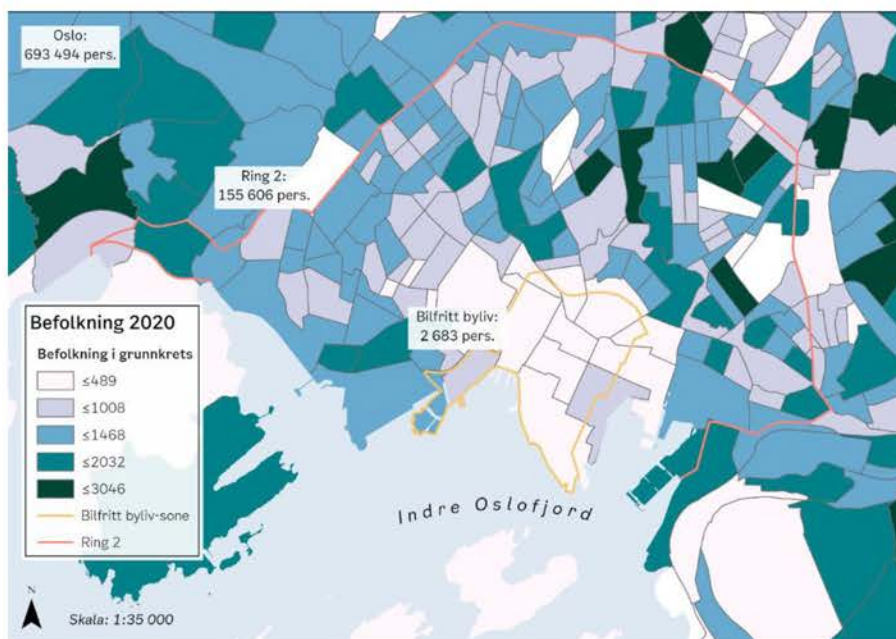 Oslo:
693 494 pers.
Ring 2:
155 606 pers.
Bilfritt byliv:
2 683 pers.
Befolkning 2020
Befolkning i grunnkrets
≤489
≤1008
≤1468
≤2032
≤3046
Bilfritt byliv-sone
Ring 2
Indre Oslofjord
N
Skala: 1:35 000